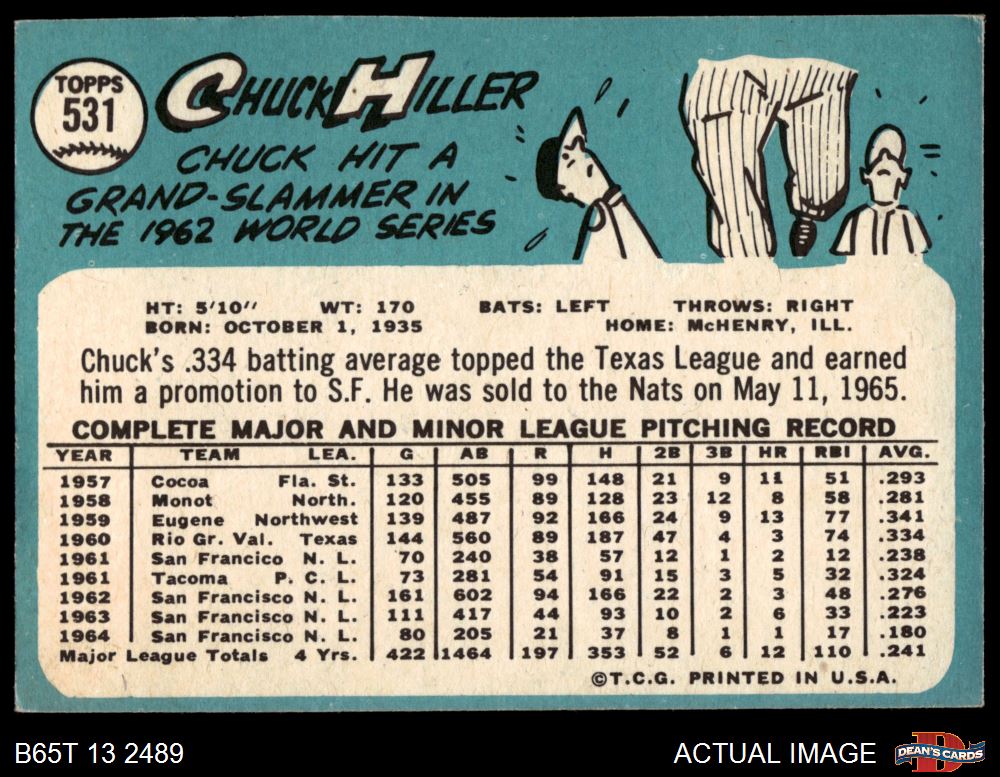 TOPPS
531
CHUCK HILLER
CHUCK HIT A
GRAND-SLAMMER IN
THE 1962 WORLD SERIES
HT: 5'10" WT: 170 BATS: LEFT THROWS: RIGHT
BORN: OCTOBER 1, 1935 HOME: McHENRY, ILL.
Chuck's .334 batting average topped the Texas League and earned
him a promotion to S.F. He was sold to the Nats on May 11, 1965.
COMPLETE MAJOR AND MINOR LEAGUE PITCHING RECORD
YEAR TEAM LEA. G AB R H 2B 3B HR RBI AVG.
1957 Cocoa Fla. St. 133 505 99 148 21 9 11 51 .293
1958 Monot North. 120 455 89 128 23 12 8 58 .281
1959 Eugene Northwest 139 487 92 166 24 9 13 77 .341
1960 Rio Gr. Val. Texas 144 560 89 187 47 4 3 74 .334
1961 San Francico N. L. 70 240 38 57 12 1 2 12 .238
1961 Tacoma P. C. L. 73 281 54 91 15 3 5 32 .324
1962 San Francisco N. L. 161 602 94 166 22 2 3 48 .276
1963 San Francisco N. L. 111 417 44 93 10 2 6 33 .223
1964 San Francisco N. L. 80 205 21 37 8 1 1 17 .180
Major League Totals 4 Yrs. 422 1464 197 353 52 6 12 110 .241
©T.C.G. PRINTED IN U.S.A.
B65T 13 2489 ACTUAL IMAGE DEAN'S CARDS